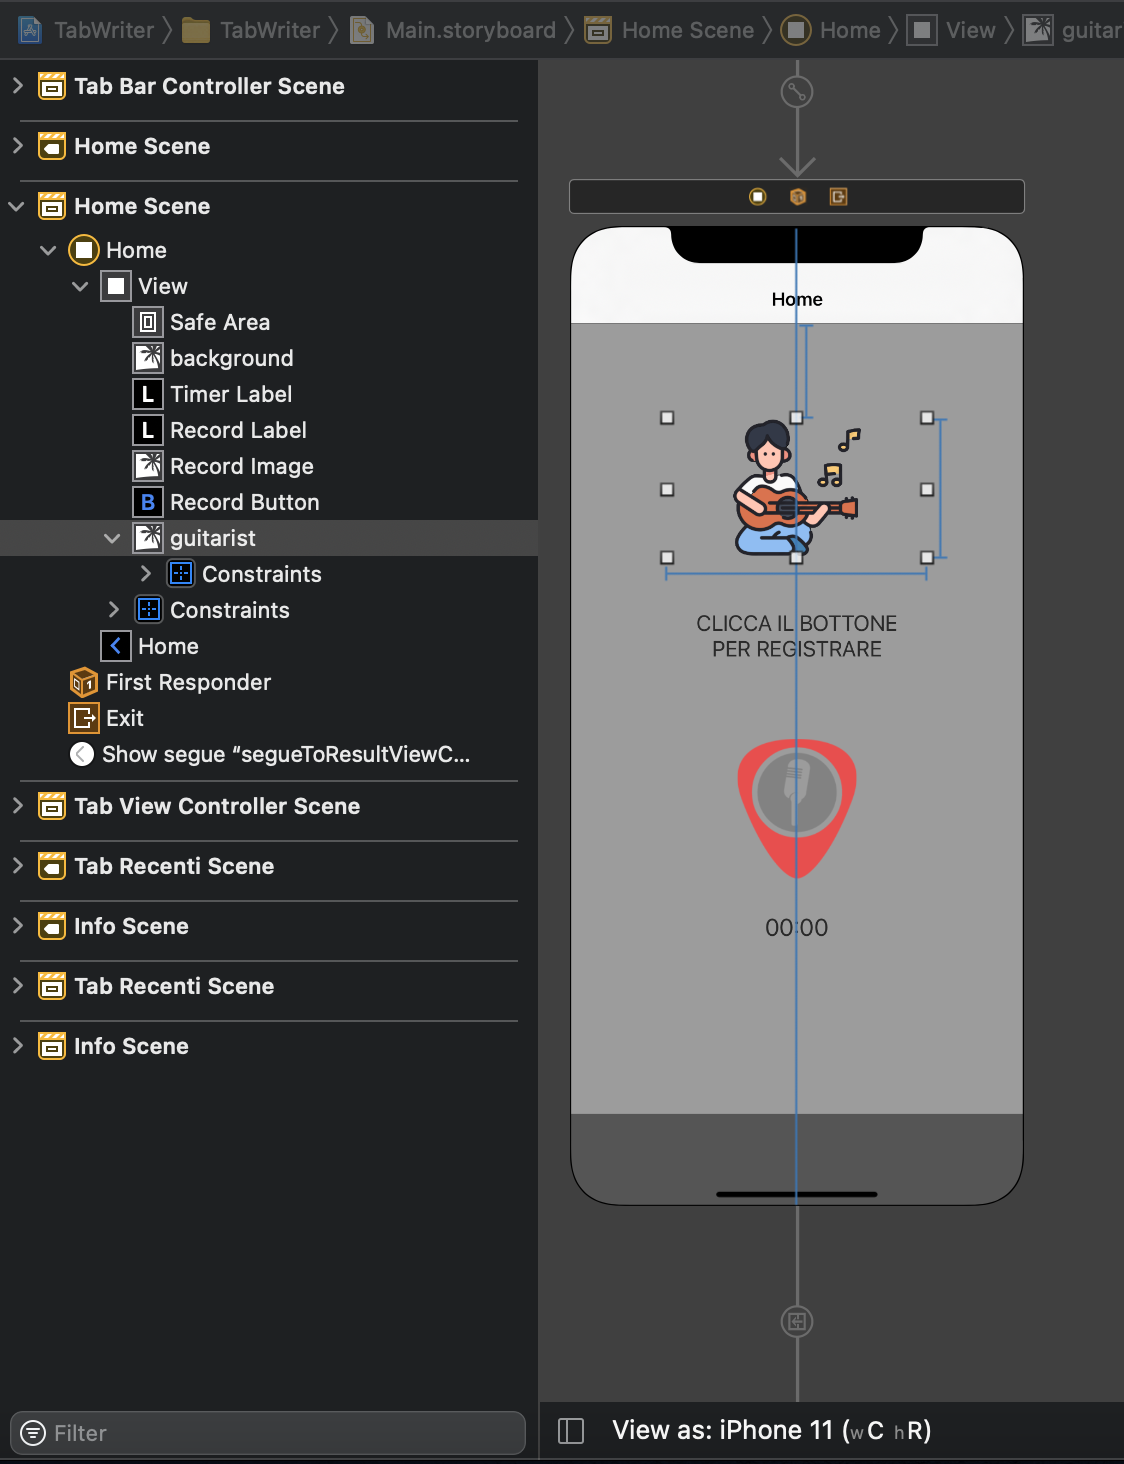 TabWriter
TabWriter
Main.storyboard
Home Scene
Home
View
guitar
Tab Bar Controller Scene
Home Scene
Home Scene
Home
View
Safe Area
background
L Timer Label
L Record Label
Record Image
B Record Button
guitarist
Constraints
Constraints
Home
First Responder
Exit
Show segue “segueToResultViewC...
Tab View Controller Scene
Tab Recenti Scene
Info Scene
Tab Recenti Scene
Info Scene
Filter
Home
CLICCA IL BOTTONE
PER REGISTRARE
00:00
View as: iPhone 11 (wC hR)